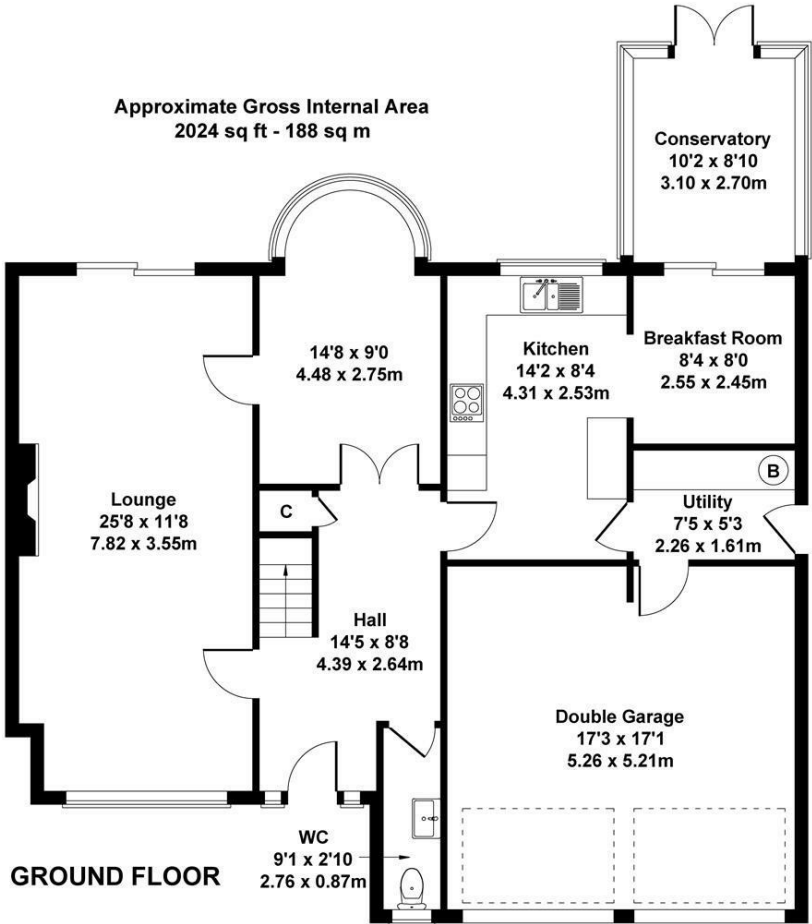 Approximate Gross Internal Area
2024 sq ft - 188 sq m
Conservatory
10'2 x 8'10
3.10 x 2.70m
14'8 x 9'0
4.48 x 2.75m
Kitchen
14'2 x 8'4
4.31 x 2.53m
Breakfast Room
8'4 x 8'0
2.55 x 2.45m
B
Lounge
25'8 x 11'8
7.82 x 3.55m
C
Utility
7'5 x 5'3
2.26 x 1.61m
Hall
14'5 x 8'8
4.39 x 2.64m
Double Garage
17'3 x 17'1
5.26 x 5.21m
WC
9'1 x 2'10
2.76 x 0.87m
GROUND FLOOR